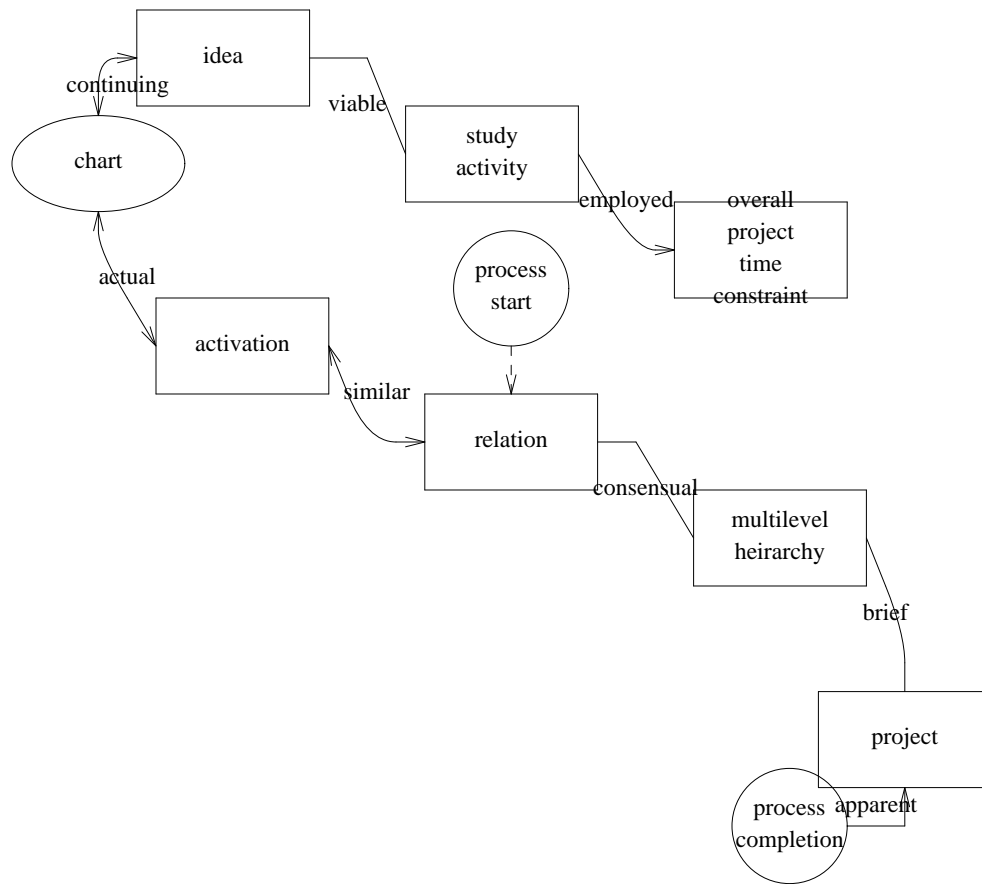 idea
continuing
viable
chart
study
activity
employed
overall
project
time
constraint
process
start
actual
activation
similar
relation
consensual
multilevel
heirarchy
brief
project
process
completion
apparent